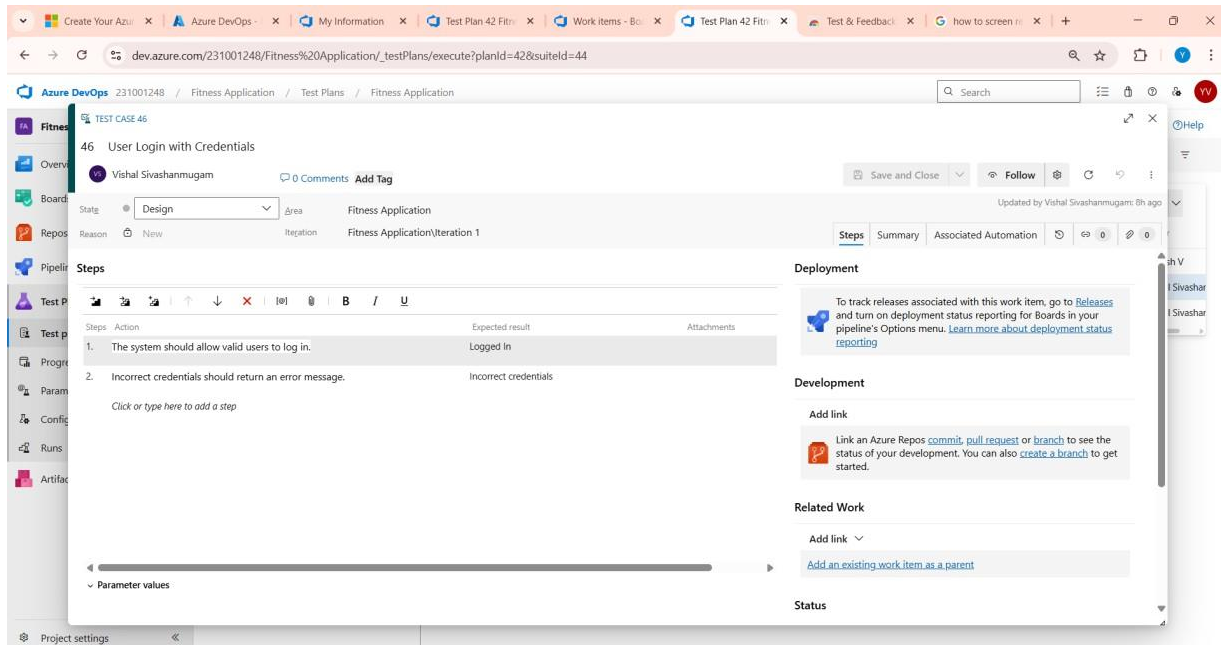 Create Your Azur
Azure DevOps -
My Information
Test Plan 42 Fitn
Work items - Bo
Test Plan 42 Fitn
Test & Feedback
G how to screen r
dev.azure.com/231001248/Fitness%20Application/_testPlans/execute?planId=42&suiteId=44
Y
Azure DevOps 231001248 / Fitness Application / Test Plans / Fitness Application
Search
YV
FA Fitnes
TEST CASE 46
Help
46 User Login with Credentials
Overvi
VS Vishal Sivashanmugam
0 Comments Add Tag
Save and Close
Follow
Boards
State Design
Area Fitness Application
Updated by Vishal Sivashanmugam: 8h ago
Repos
Reason New
Iteration Fitness Application\Iteration 1
Steps Summary Associated Automation 0 0
Pipelin
Steps
Deployment
sh V
l Sivashar
l Sivashar
Test P
B I U
To track releases associated with this work item, go to Releases
and turn on deployment status reporting for Boards in your
pipeline's Options menu. Learn more about deployment status
reporting
Test p
Steps Action Expected result Attachments
1. The system should allow valid users to log in. Logged In
Progre
2. Incorrect credentials should return an error message. Incorrect credentials
Development
Param
Click or type here to add a step
Add link
Config
Link an Azure Repos commit, pull request or branch to see the
status of your development. You can also create a branch to get
started.
Runs
Artifac
Related Work
Add link
Add an existing work item as a parent
Parameter values
Status
Project settings